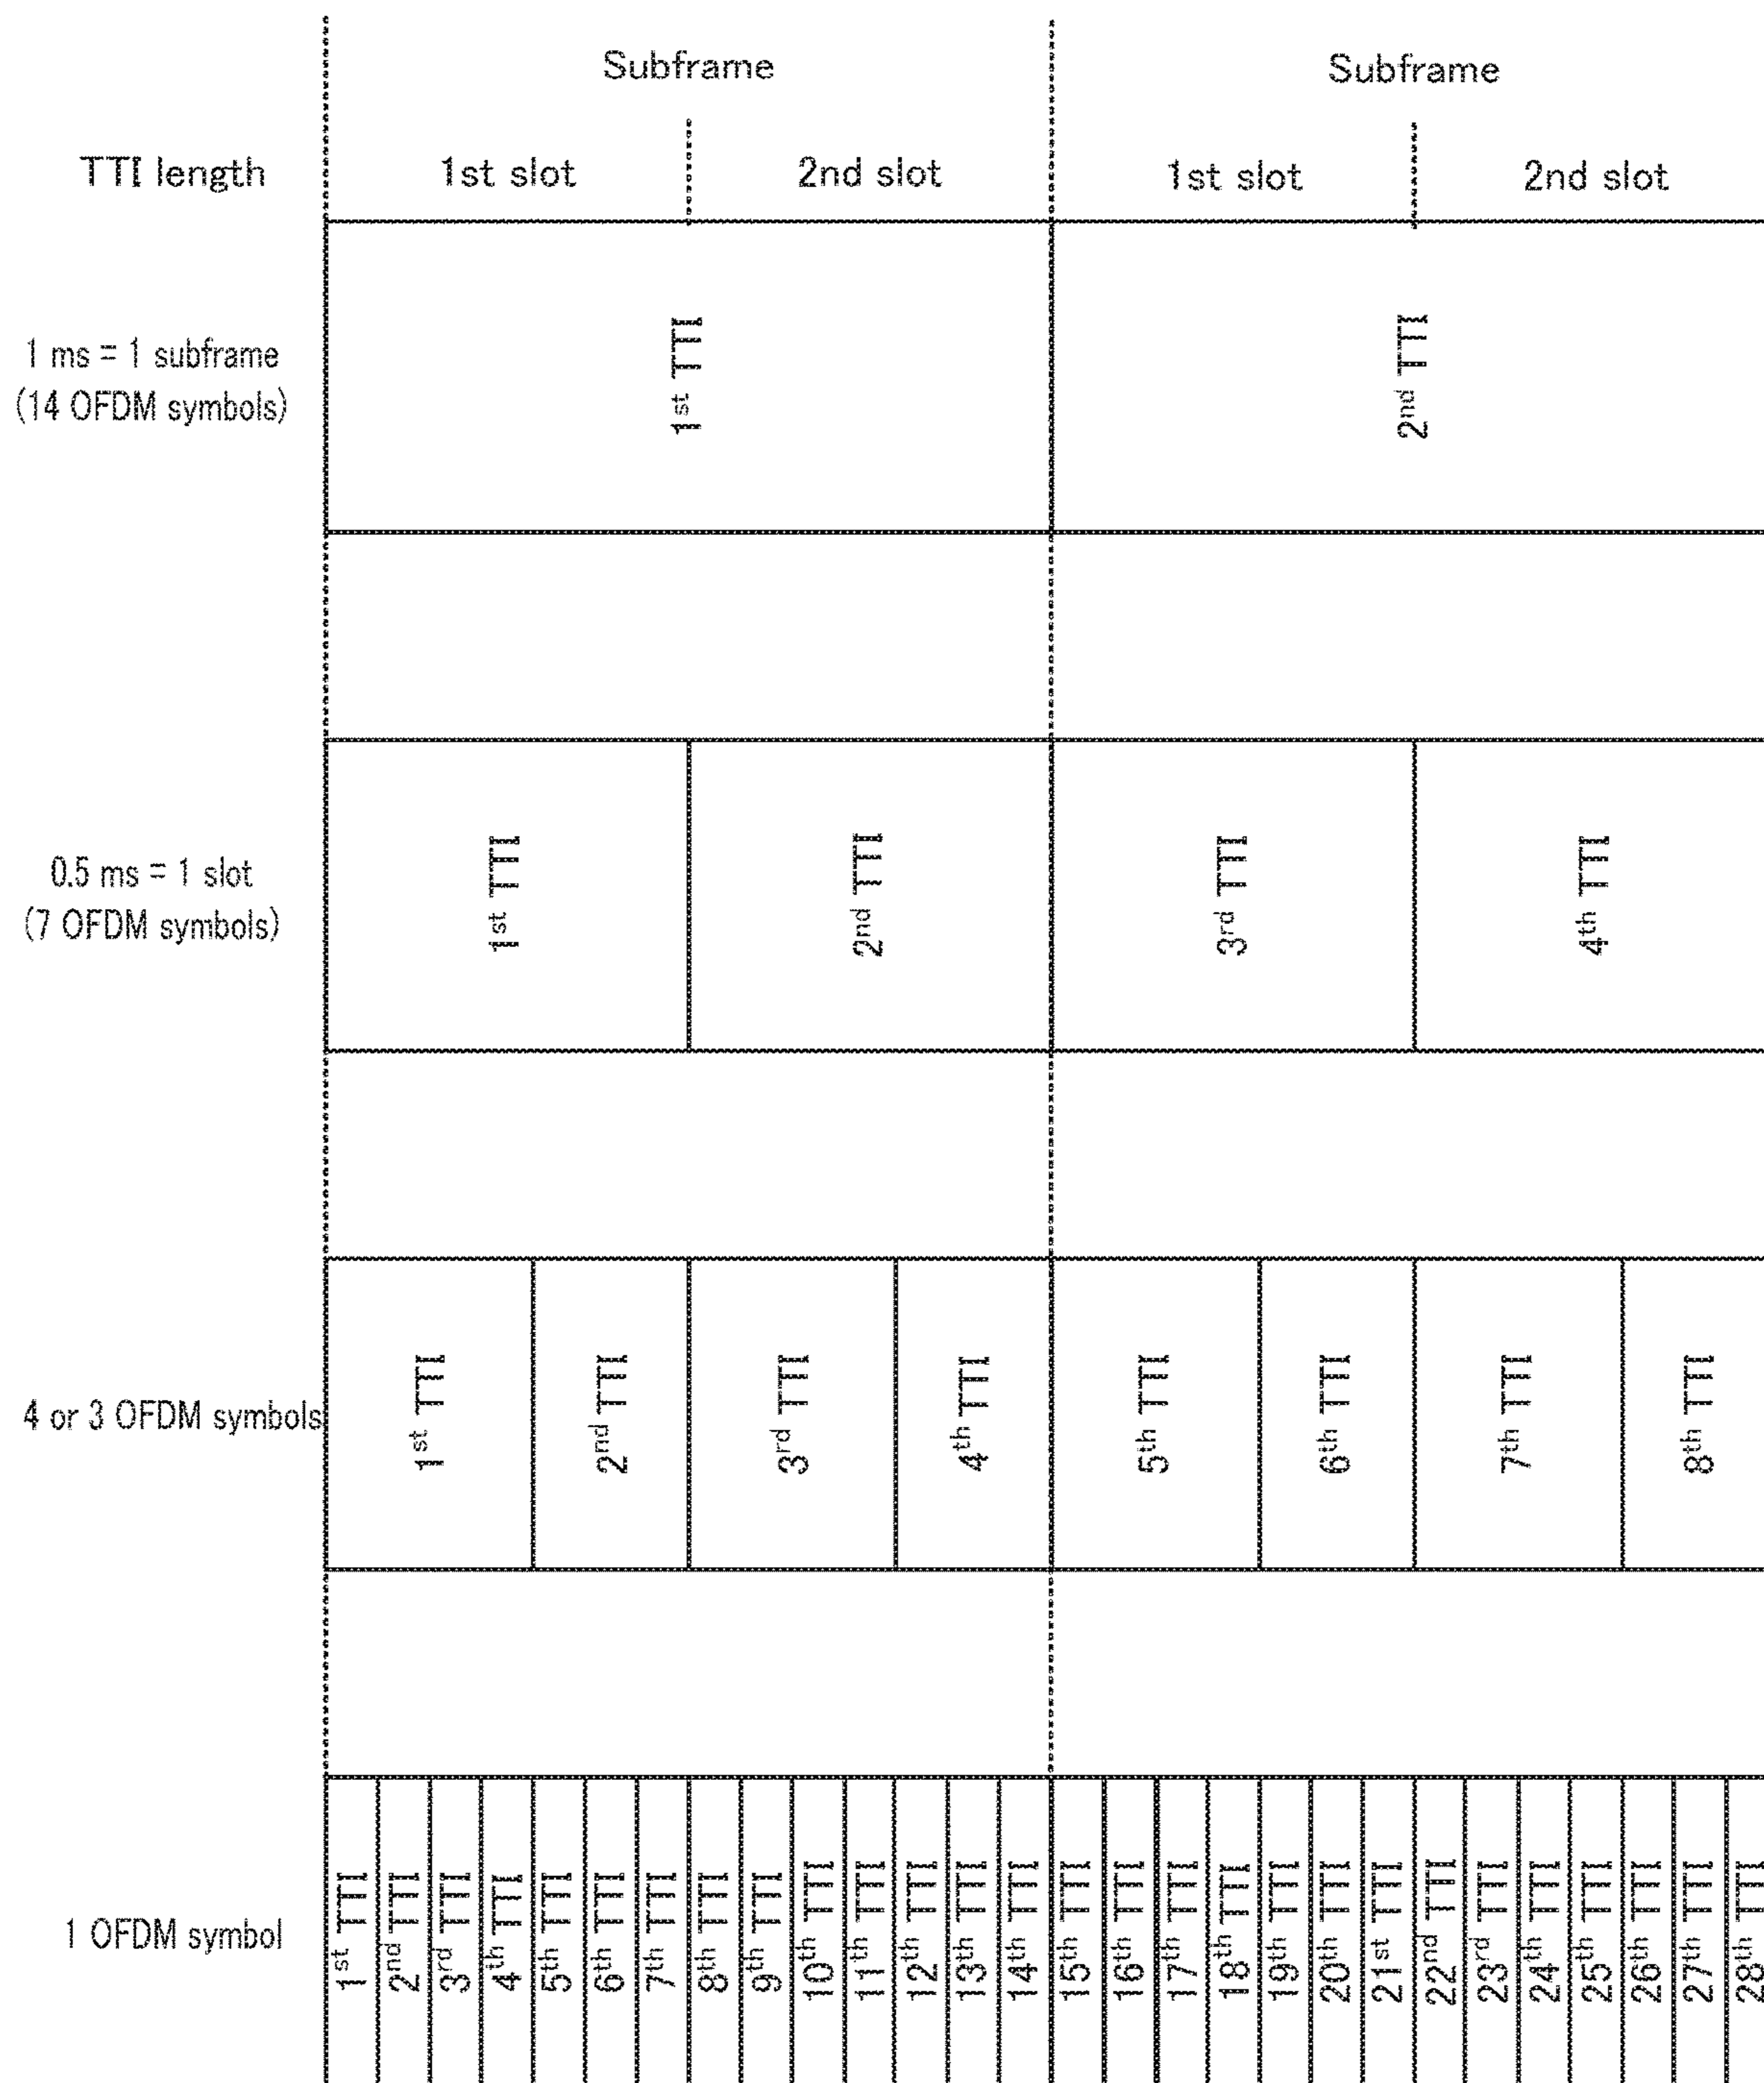 Subframe
Subframe
TTI length
1st slot
2nd slot
1st slot
2nd slot
1 ms = 1 subframe
(14 OFDM symbols)
1st TTI
2nd TTI
0.5 ms = 1 slot
(7 OFDM symbols)
1st TTI
2nd TTI
3rd TTI
4th TTI
4 or 3 OFDM symbols
1st TTI
2nd TTI
3rd TTI
4th TTI
5th TTI
6th TTI
7th TTI
8th TTI
1 OFDM symbol
1st TTI
2nd TTI
3rd TTI
4th TTI
5th TTI
6th TTI
7th TTI
8th TTI
9th TTI
10th TTI
11th TTI
12th TTI
13th TTI
14th TTI
15th TTI
16th TTI
17th TTI
18th TTI
19th TTI
20th TTI
21st TTI
22nd TTI
23rd TTI
24th TTI
25th TTI
26th TTI
27th TTI
28th TTI